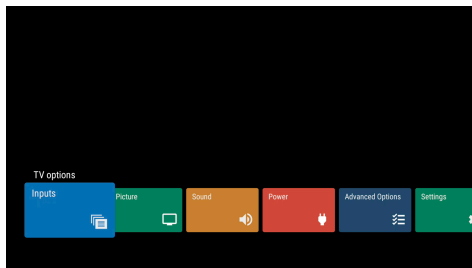 TV options
Inputs
Picture
Sound
Power
Advanced Options
Settings